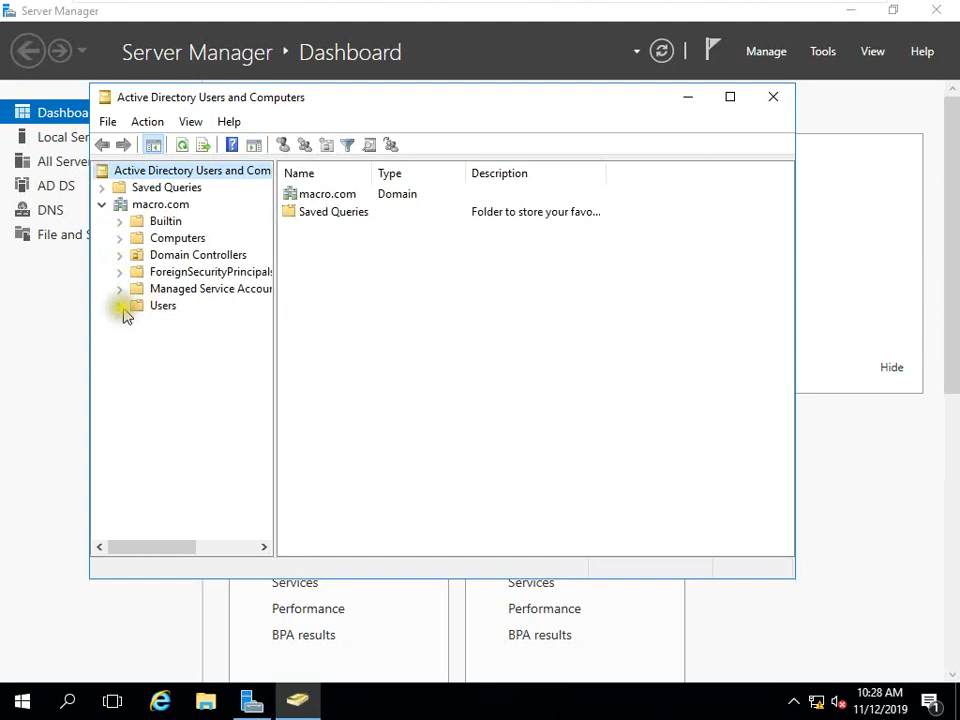 Server Manager
Server Manager
Dashboard
Manage
Tools
View
Help
Dashboa
Local Ser
All Serve
AD DS
DNS
File and S
Active Directory Users and Computers
File
Action
View
Help
Active Directory Users and Com
Saved Queries
macro.com
Builtin
Computers
Domain Controllers
ForeignSecurityPrincipals
Managed Service Accour
Users
Name
Type
Description
macro.com
Domain
Saved Queries
Folder to store your favo...
Hide
Services
Performance
BPA results
Services
Performance
BPA results
10:28 AM
11/12/2019
1